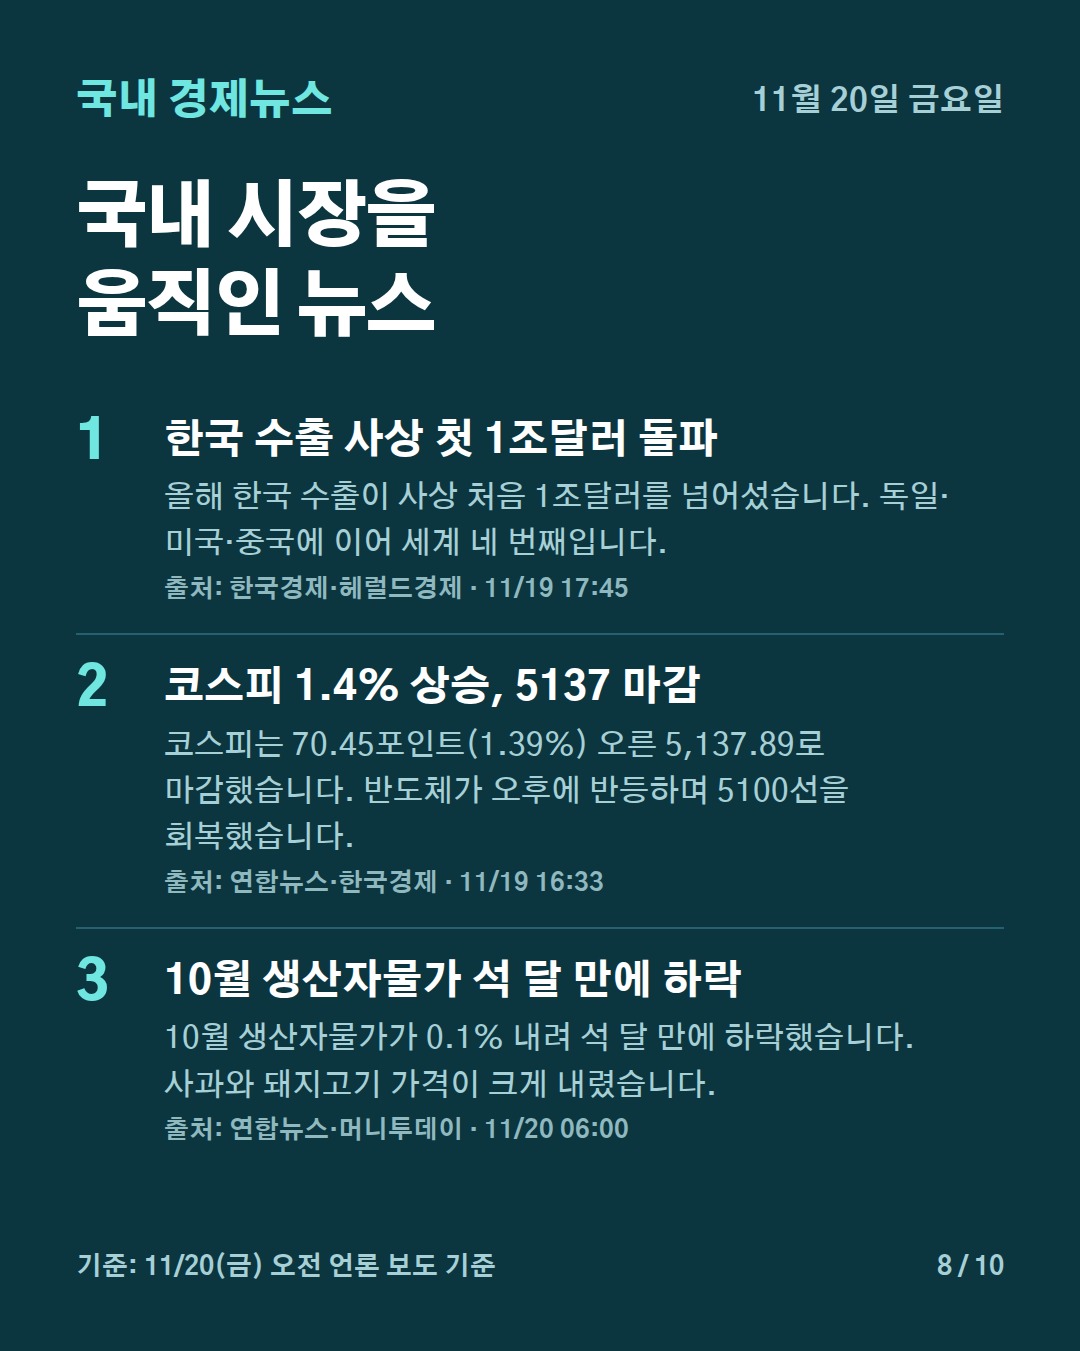 국내 경제뉴스
11월 20일 금요일
국내 시장을
움직인 뉴스
1
한국 수출 사상 첫 1조달러 돌파
올해 한국 수출이 사상 처음 1조달러를 넘어섰습니다. 독일·
미국·중국에 이어 세계 네 번째입니다.
출처: 한국경제·헤럴드경제 · 11/19 17:45
2
코스피 1.4% 상승, 5137 마감
코스피는 70.45포인트(1.39%) 오른 5,137.89로
마감했습니다. 반도체가 오후에 반등하며 5100선을
회복했습니다.
출처: 연합뉴스·한국경제 · 11/19 16:33
3
10월 생산자물가 석 달 만에 하락
10월 생산자물가가 0.1% 내려 석 달 만에 하락했습니다.
사과와 돼지고기 가격이 크게 내렸습니다.
출처: 연합뉴스·머니투데이 · 11/20 06:00
기준: 11/20(금) 오전 언론 보도 기준
8 / 10